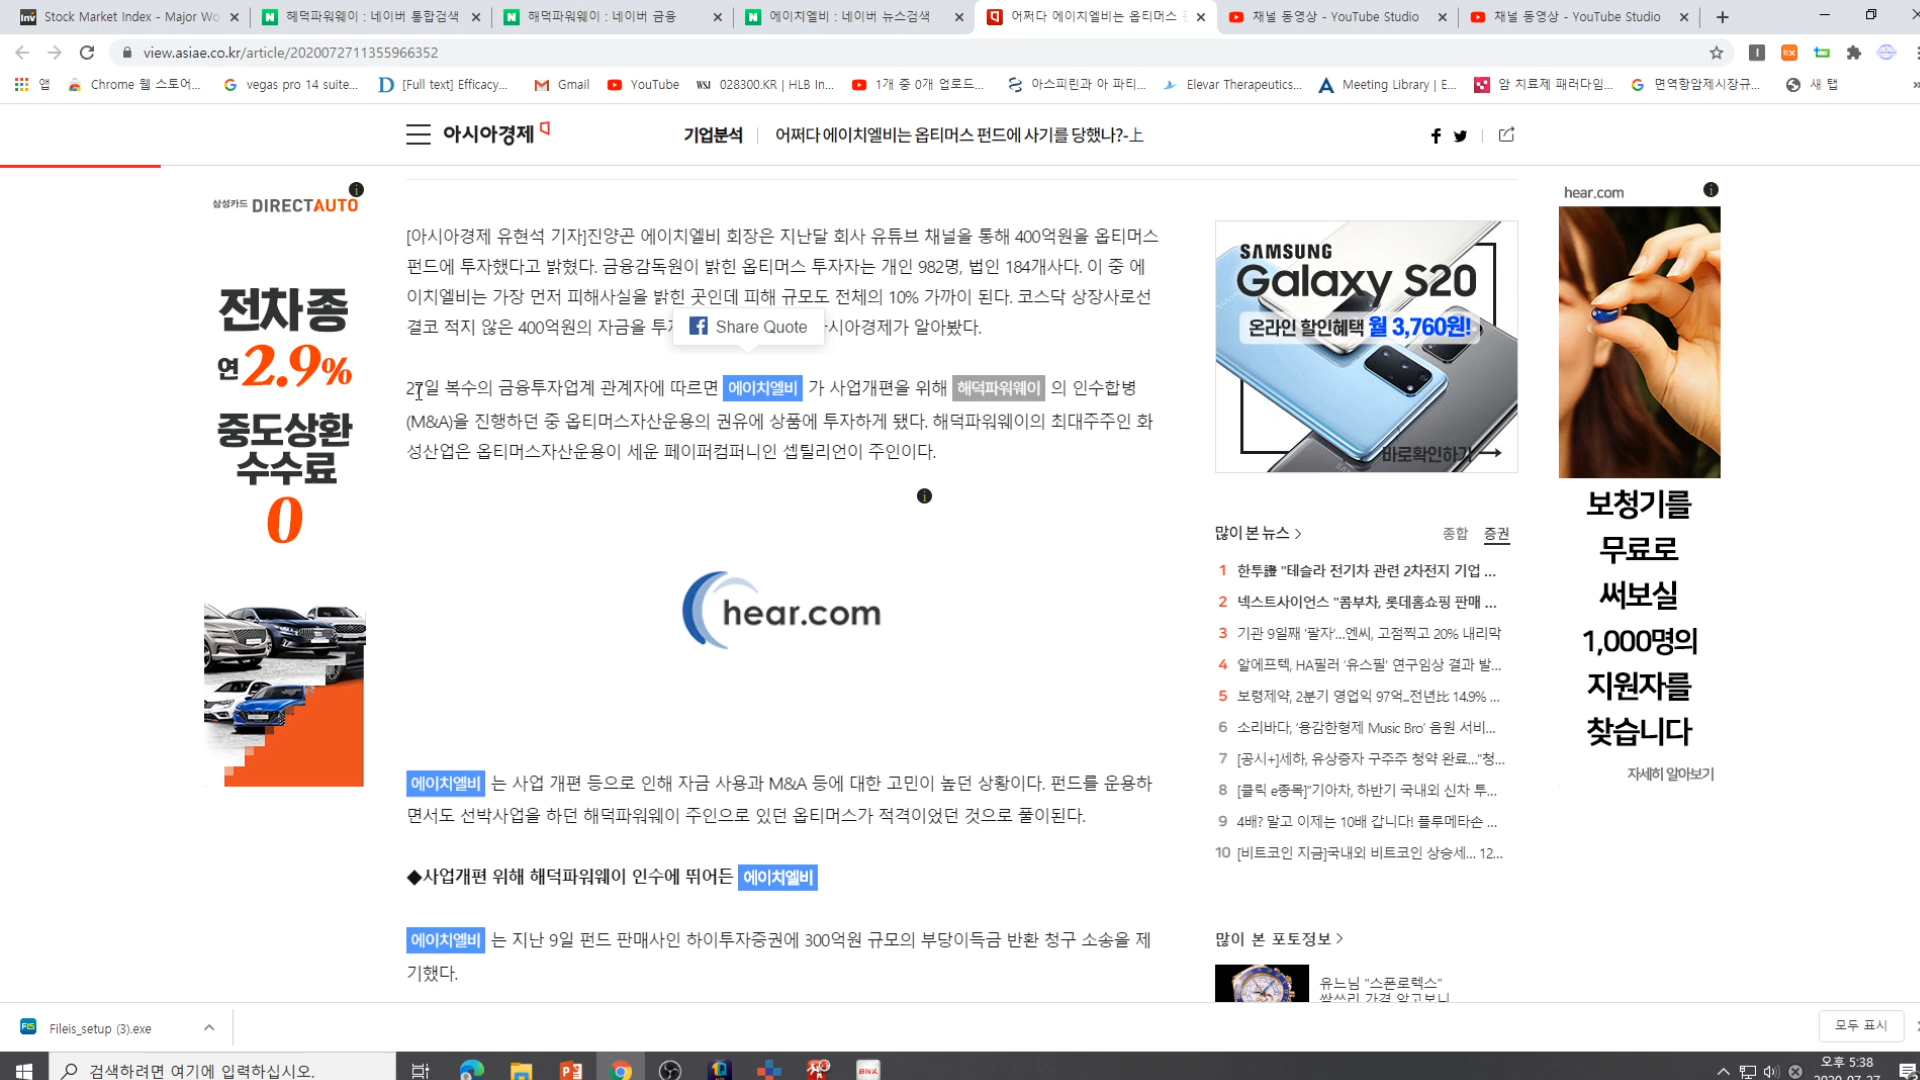 Stock Market Index - Major Wo
헤덕파워웨이 : 네이버 통합검색
해덕파워웨이 : 네이버 금융
에이치엘비 : 네이버 뉴스검색
어쩌다 에이치엘비는 옵티머스
채널 동영상 - YouTube Studio
채널 동영상 - YouTube Studio
view.asiae.co.kr/article/2020072711355966352
앱
Chrome 웹 스토어...
vegas pro 14 suite...
[Full text] Efficacy...
Gmail
YouTube
WSJ 028300.KR | HLB In...
1개 중 0개 업로드...
아스피린과 아 파티...
Elevar Therapeutics...
Meeting Library | E...
암 치료제 패러다임...
면역항암제시장규...
새 탭
아시아경제
기업분석 | 어쩌다 에이치엘비는 옵티머스 펀드에 사기를 당했나?-上
삼성카드 DIRECTAUTO
전차종
연 2.9%
중도상환
수수료
0
[아시아경제 유현석 기자]진양곤 에이치엘비 회장은 지난달 회사 유튜브 채널을 통해 400억원을 옵티머스
펀드에 투자했다고 밝혔다. 금융감독원이 밝힌 옵티머스 투자자는 개인 982명, 법인 184개사다. 이 중 에
이치엘비는 가장 먼저 피해사실을 밝힌 곳인데 피해 규모도 전체의 10% 가까이 된다. 코스닥 상장사로선
결코 적지 않은 400억원의 자금을 투자 아시아경제가 알아봤다.
Share Quote
27일 복수의 금융투자업계 관계자에 따르면 에이치엘비 가 사업개편을 위해 해덕파워웨이 의 인수합병
(M&A)을 진행하던 중 옵티머스자산운용의 권유에 상품에 투자하게 됐다. 해덕파워웨이의 최대주주인 화
성산업은 옵티머스자산운용이 세운 페이퍼컴퍼니인 셉틸리언이 주인이다.
hear.com
에이치엘비 는 사업 개편 등으로 인해 자금 사용과 M&A 등에 대한 고민이 높던 상황이다. 펀드를 운용하
면서도 선박사업을 하던 해덕파워웨이 주인으로 있던 옵티머스가 적격이었던 것으로 풀이된다.
◆사업개편 위해 해덕파워웨이 인수에 뛰어든 에이치엘비
에이치엘비 는 지난 9일 펀드 판매사인 하이투자증권에 300억원 규모의 부당이득금 반환 청구 소송을 제
기했다.
SAMSUNG
Galaxy S20
온라인 할인혜택 월 3,760원!
바로확인하기
많이 본 뉴스 >
종합 증권
1 한투證 "테슬라 전기차 관련 2차전지 기업 ...
2 넥스트사이언스 "콤부차, 롯데홈쇼핑 판매 ...
3 기관 9일째 '팔자'...엔씨, 고점찍고 20% 내리막
4 알에프텍, HA필러 '유스필' 연구임상 결과 발...
5 보령제약, 2분기 영업익 97억...전년比 14.9% ...
6 소리바다, '용감한형제 Music Bro' 음원 서비...
7 [공시+]세하, 유상증자 구주주 청약 완료..."청...
8 [클릭 e종목]"기아차, 하반기 국내외 신차 투...
9 4배? 말고 이제는 10배 갑니다! 플루메타손 ...
10 [비트코인 지금]국내외 비트코인 상승세... 12...
많이 본 포토정보 >
유느님 "스폰로렉스"
싹쓰리 가격 알고보니
hear.com
보청기를
무료로
써보실
1,000명의
지원자를
찾습니다
자세히 알아보기
Fileis_setup (3).exe
모두 표시
검색하려면 여기에 입력하십시오.
오후 5:38
2020-07-27